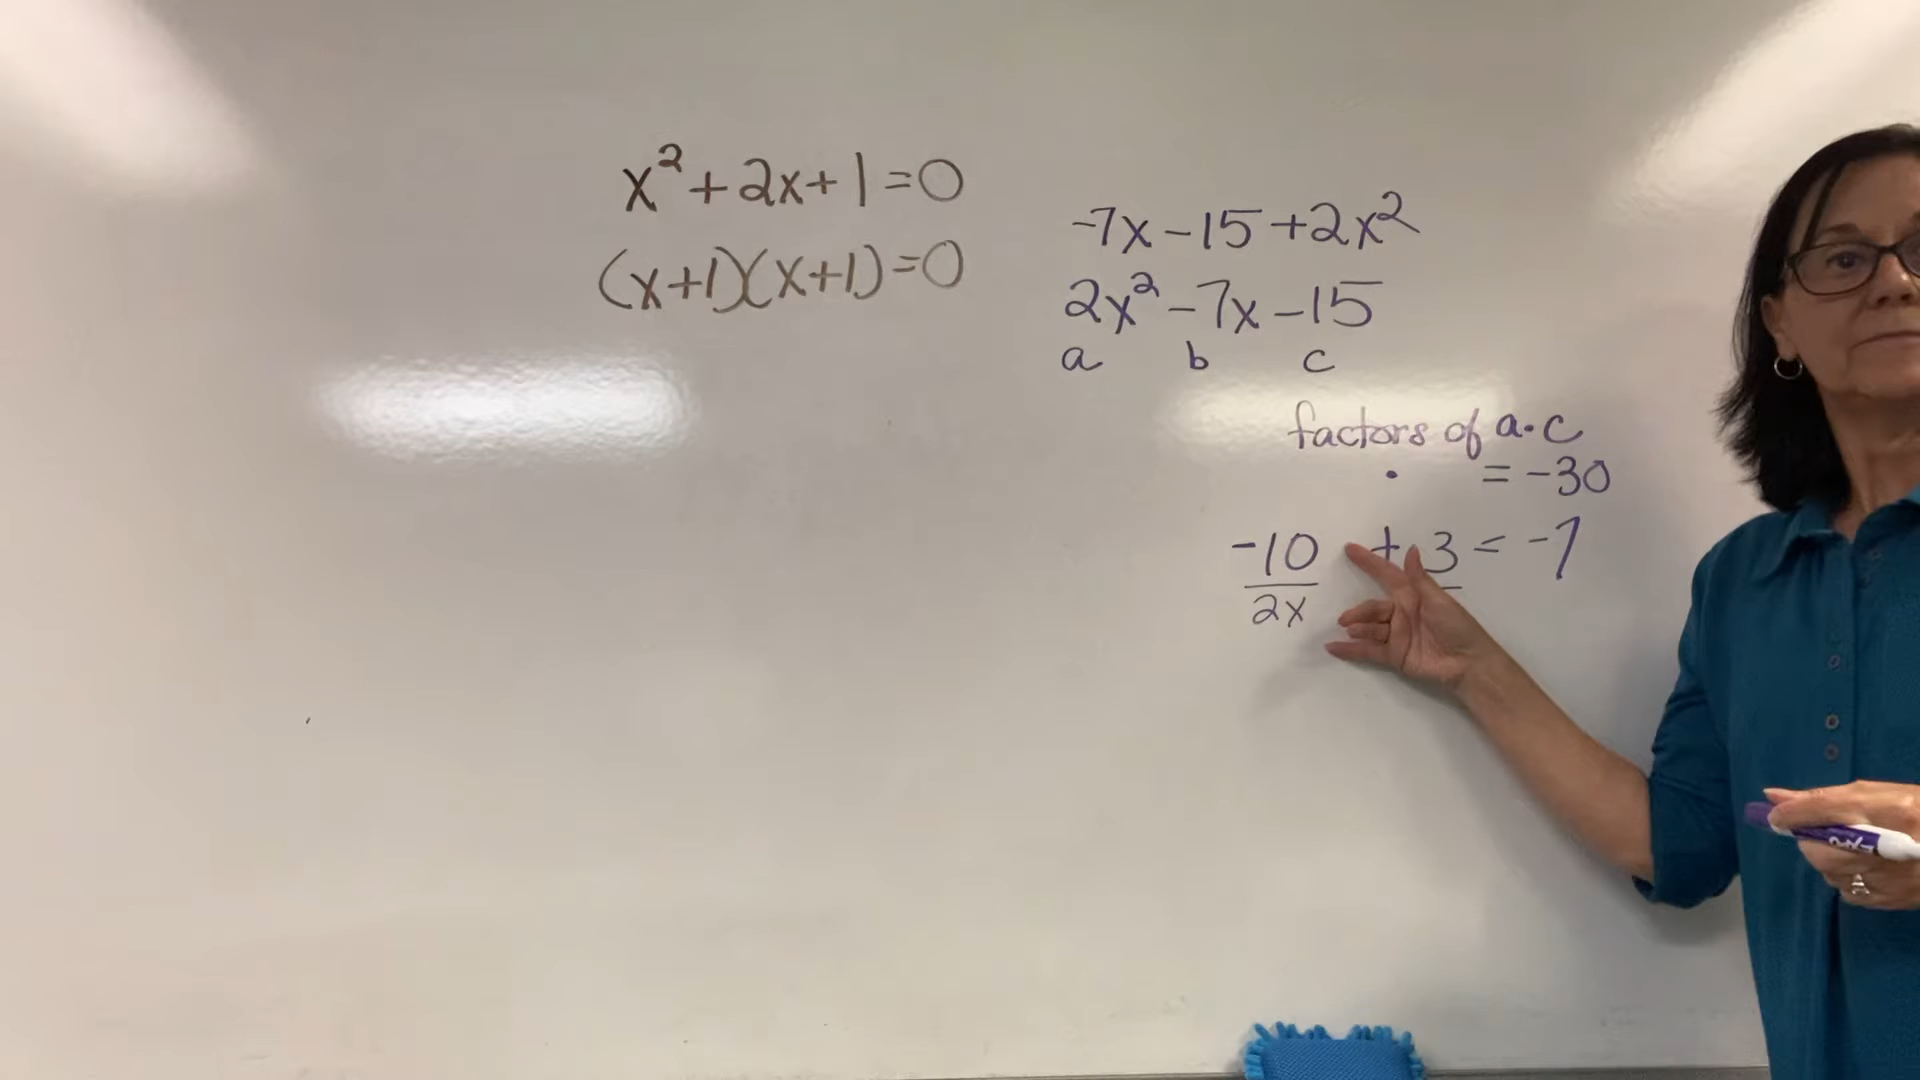 x²+2x+1=0
(x+1)(x+1)=0
-7x-15+2x²
2x²-7x-15
a b c
factors of a·c
· = -30
-10 + 3 = -7
2x